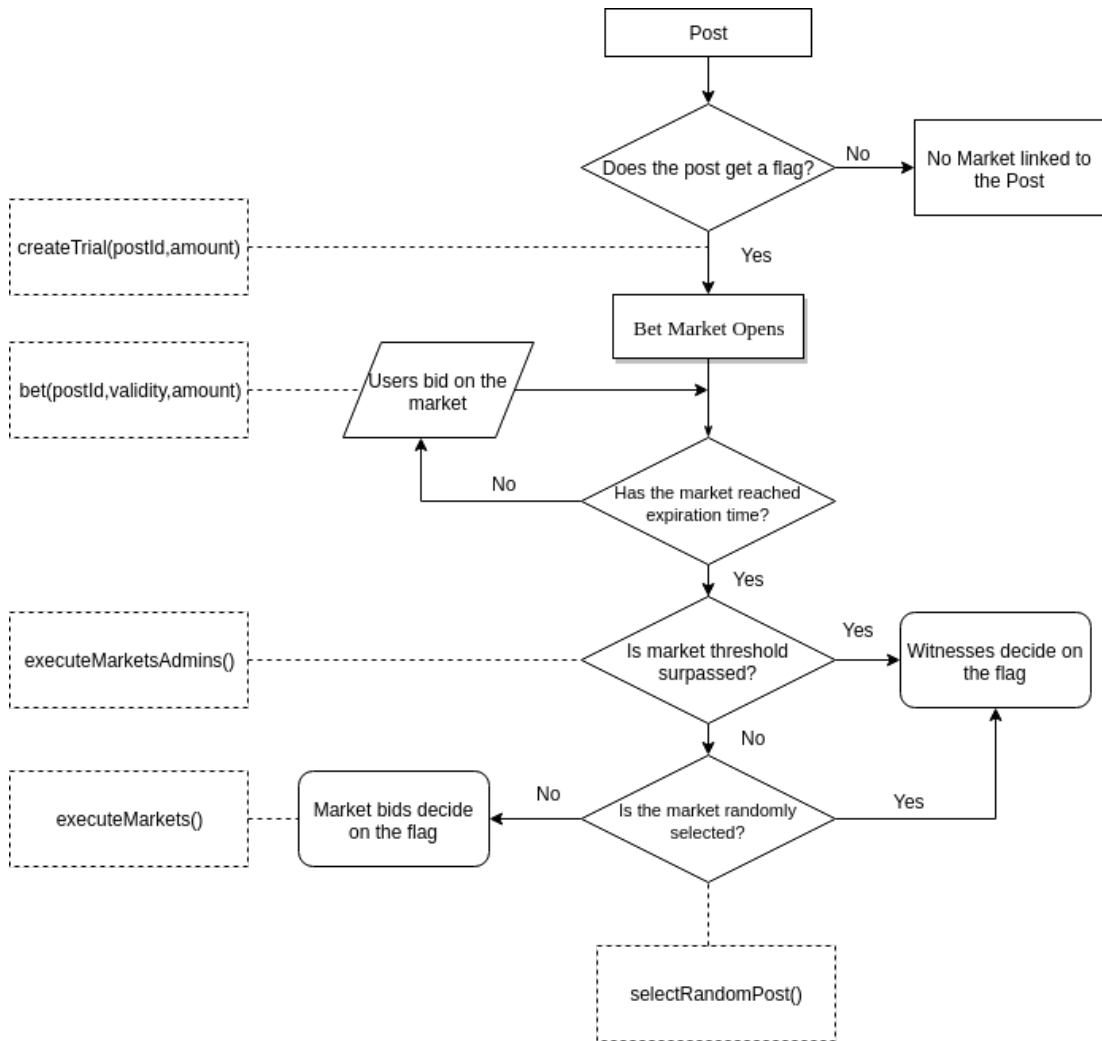 Post
Does the post get a flag?
No
No Market linked to
the Post
createTrial(postId,amount)
Yes
Bet Market Opens
bet(postId,validity,amount)
Users bid on the
market
No
Has the market reached
expiration time?
Yes
executeMarketsAdmins()
Is market threshold
surpassed?
Yes
Witnesses decide on
the flag
No
executeMarkets()
Market bids decide
on the flag
No
Is the market randomly
selected?
Yes
selectRandomPost()